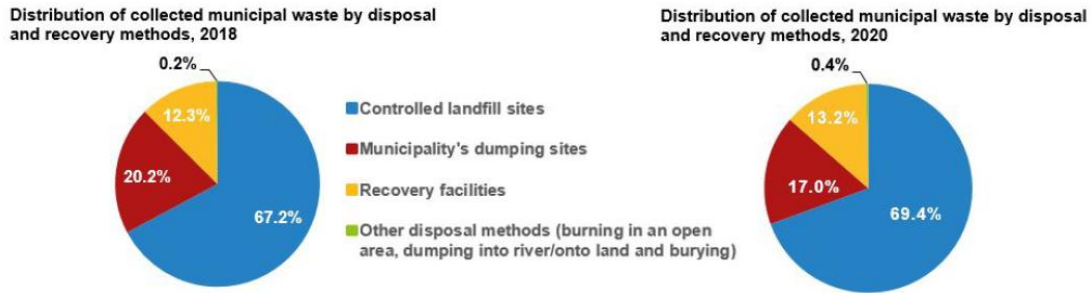 Distribution of collected municipal waste by disposal
and recovery methods, 2018
0.2%
12.3%
20.2%
67.2%
Controlled landfill sites
Municipality's dumping sites
Recovery facilities
Other disposal methods (burning in an open
area, dumping into river/onto land and burying)
Distribution of collected municipal waste by disposal
and recovery methods, 2020
0.4%
13.2%
17.0%
69.4%